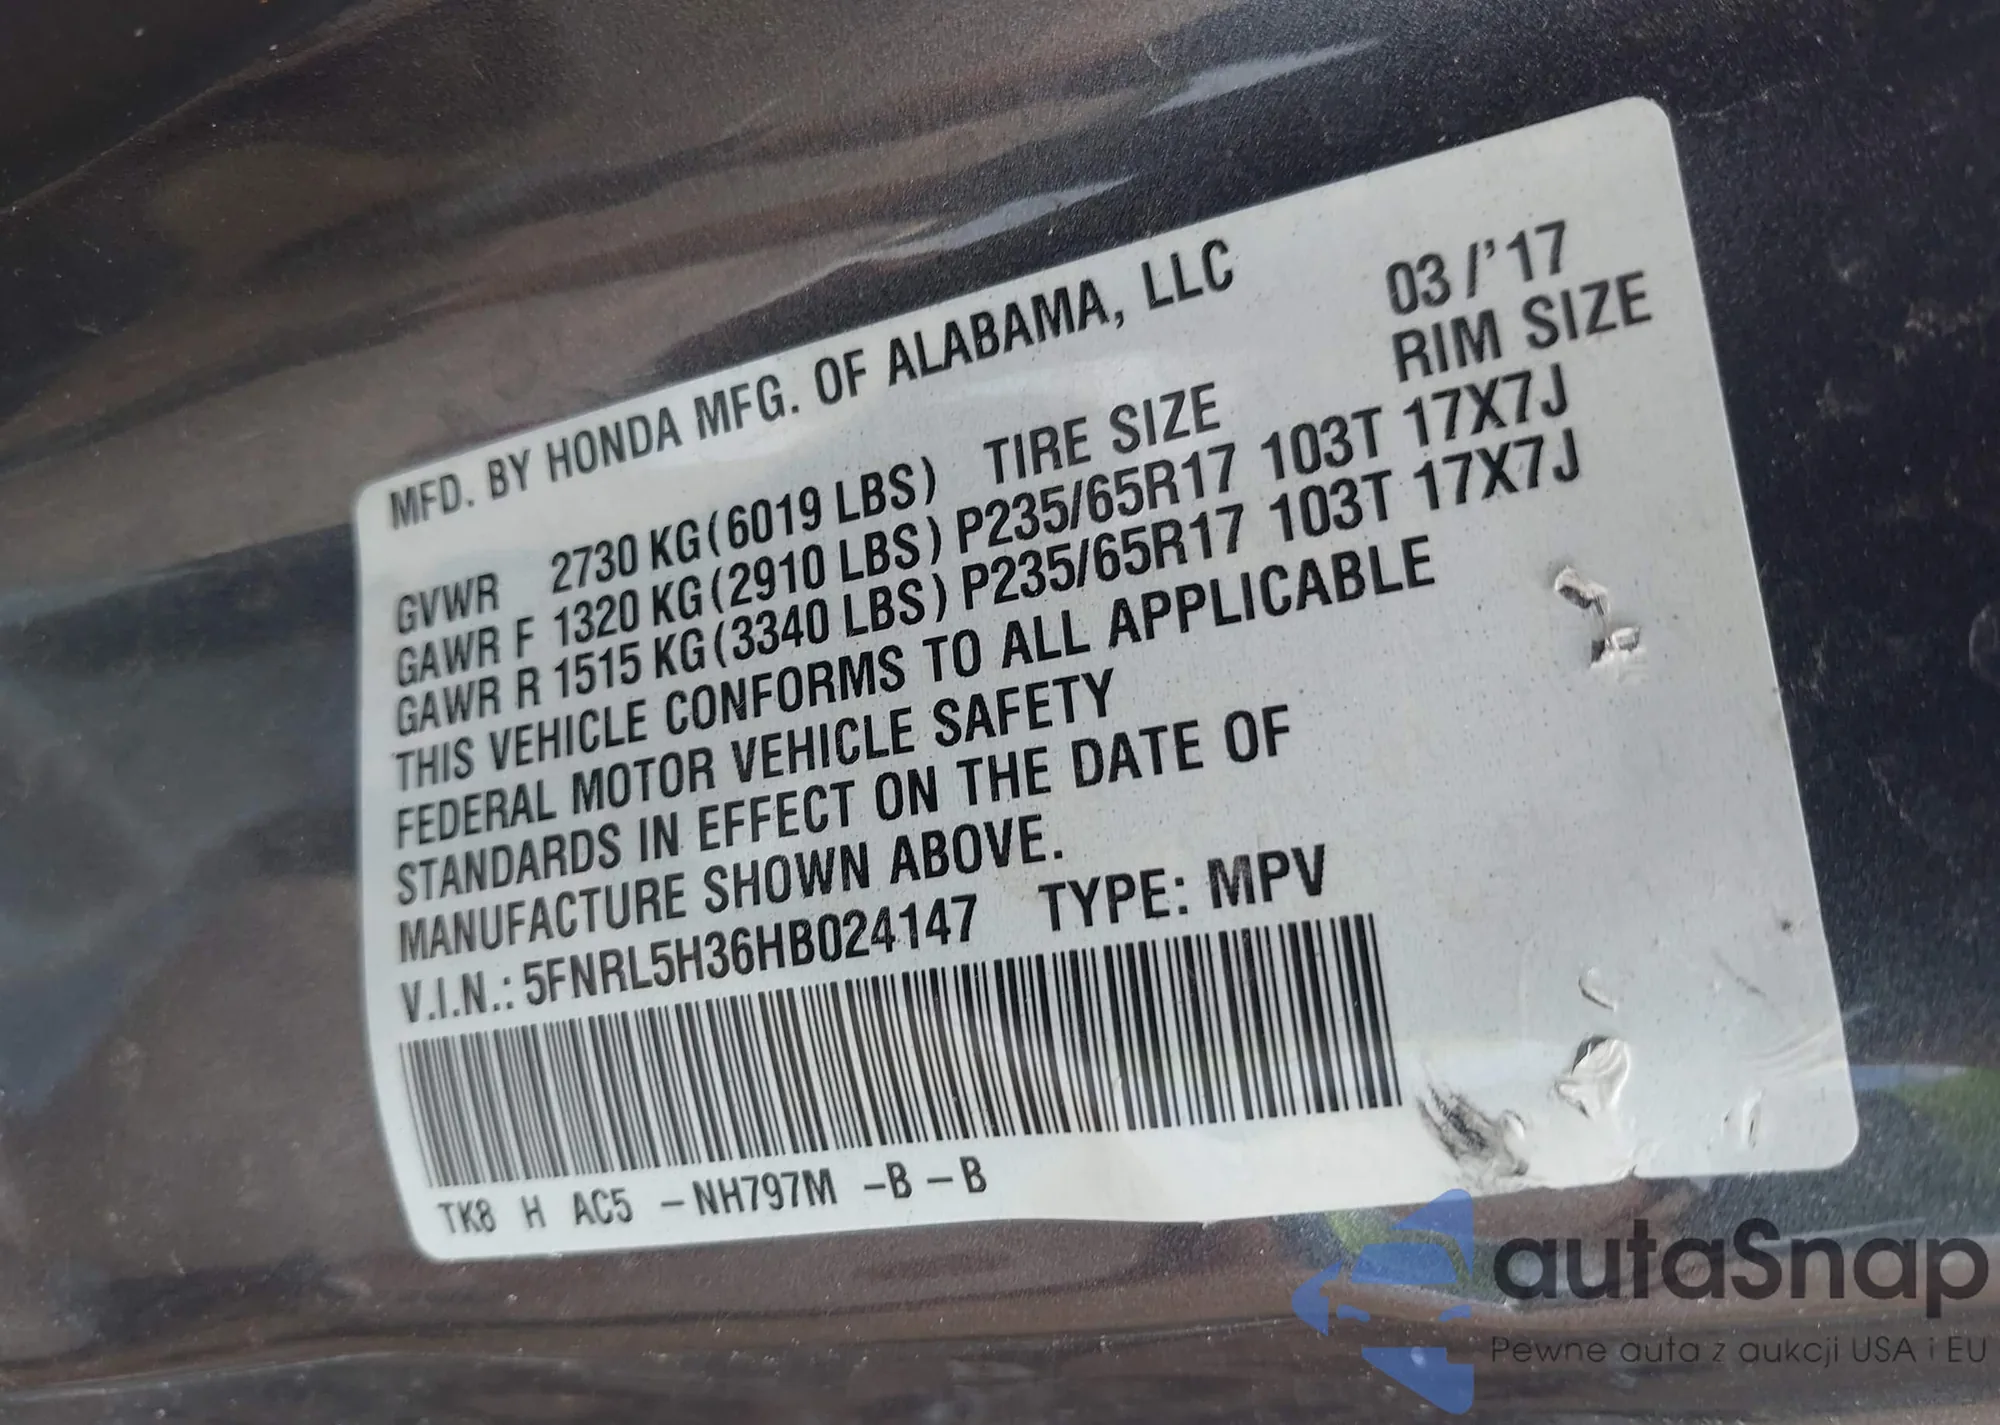 MFD. BY HONDA MFG. OF ALABAMA, LLC 03/'17
GVWR 2730 KG (6019 LBS) TIRE SIZE RIM SIZE
GAWR F 1320 KG (2910 LBS) P235/65R17 103T 17X7J
GAWR R 1515 KG (3340 LBS) P235/65R17 103T 17X7J
THIS VEHICLE CONFORMS TO ALL APPLICABLE
FEDERAL MOTOR VEHICLE SAFETY
STANDARDS IN EFFECT ON THE DATE OF
MANUFACTURE SHOWN ABOVE.
V.I.N.: 5FNRL5H36HB024147 TYPE: MPV
TK8 H AC5 -NH797M -B -B
autaSnap
Pewne auta z aukcji USA i EU